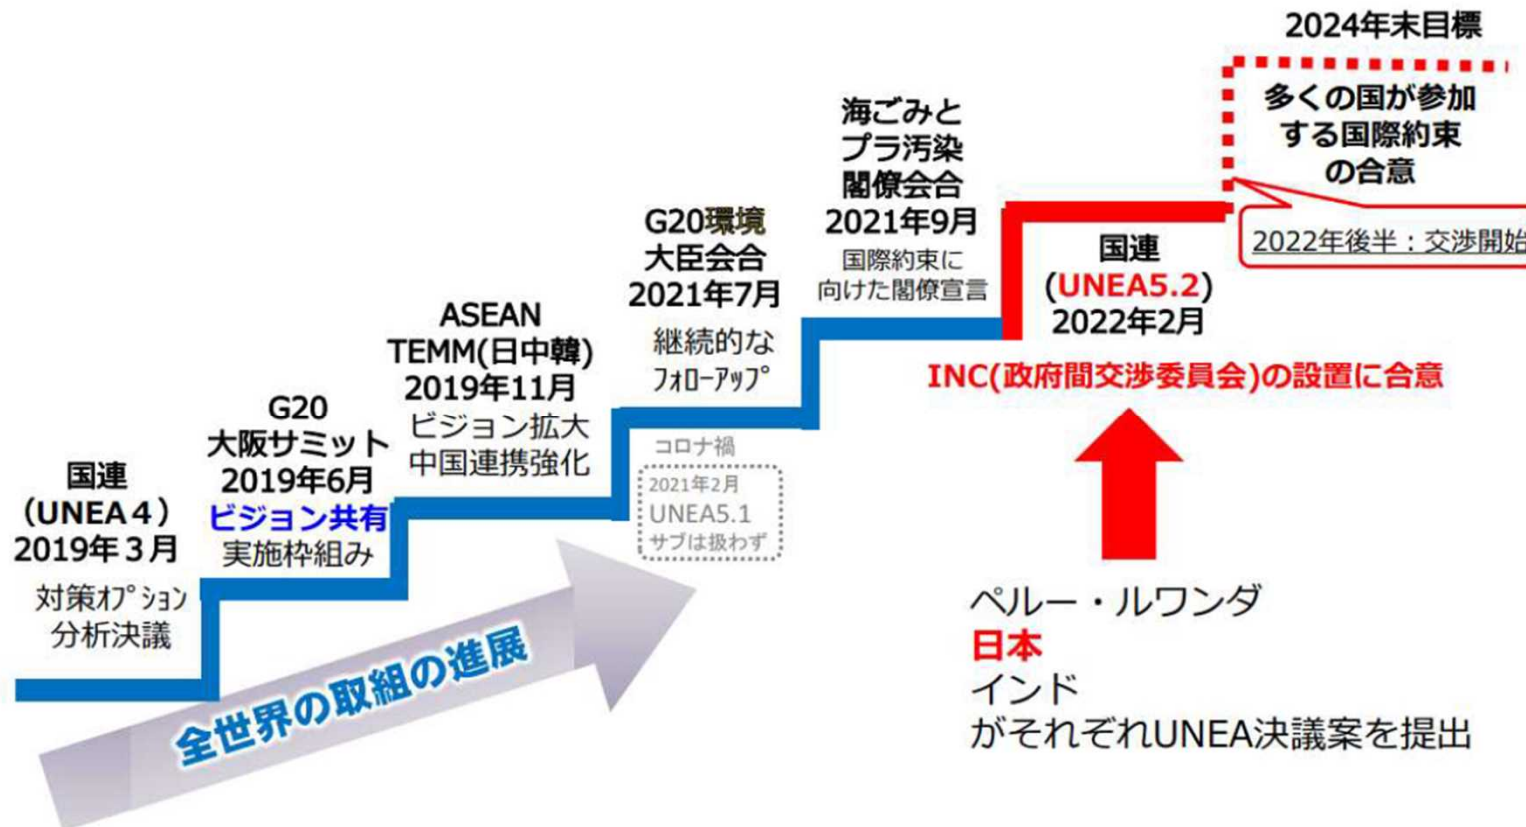 国連
（UNEA４）
2019年３月
対策ｵﾌﾟｼｮﾝ
分析決議
G20
大阪サミット
2019年6月
ビジョン共有
実施枠組み
ASEAN
TEMM(日中韓)
2019年11月
ビジョン拡大
中国連携強化
G20環境
大臣会合
2021年7月
継続的な
ﾌｫﾛｰｱｯﾌﾟ
コロナ禍
2021年2月
UNEA5.1
サブは扱わず
海ごみと
プラ汚染
閣僚会合
2021年9月
国際約束に
向けた閣僚宣言
国連
(UNEA5.2)
2022年2月
INC(政府間交渉委員会)の設置に合意
2024年末目標
多くの国が参加
する国際約束
の合意
2022年後半：交渉開始
ペルー・ルワンダ
日本
インド
がそれぞれUNEA決議案を提出
全世界の取組の進展